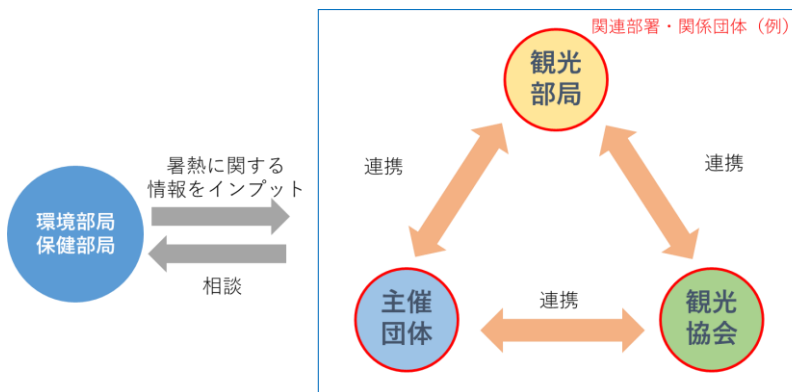 関連部署・関係団体（例）
観光
部局
暑熱に関する
情報をインプット
連携
連携
環境部局
保健部局
相談
主催
団体
連携
観光
協会